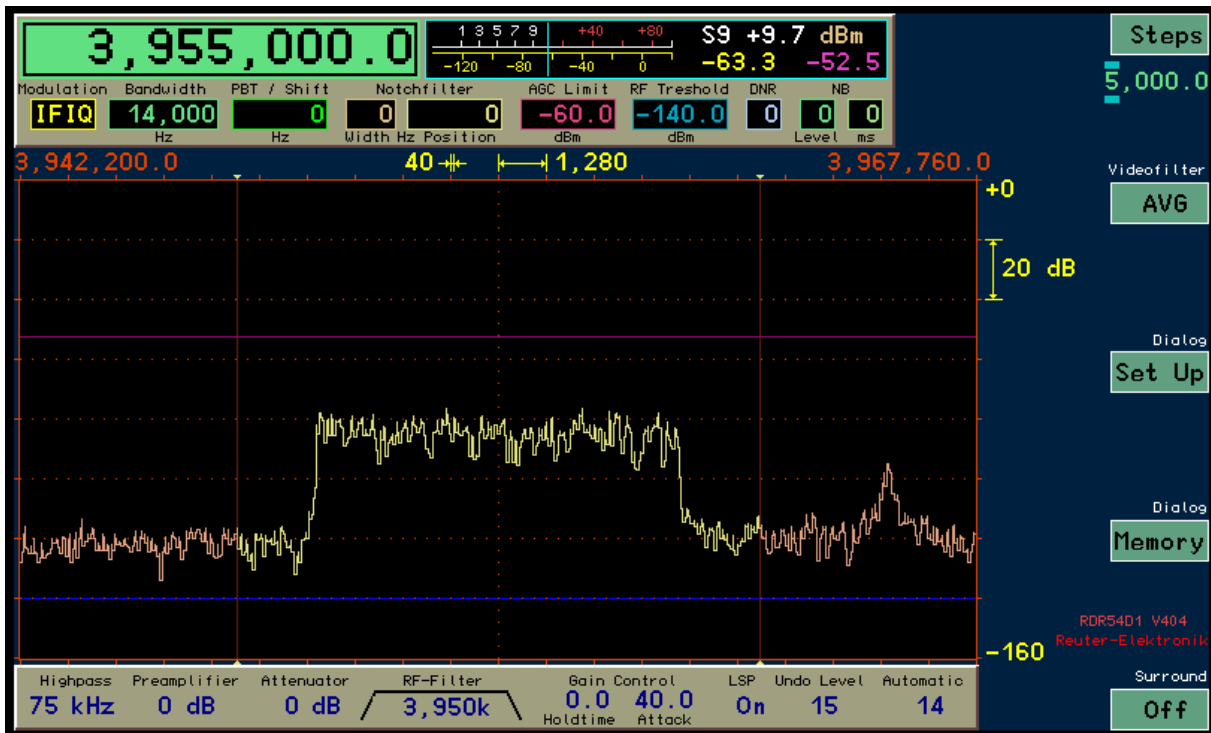 3,955,000.0
1 3 5 7 9 +40 +80 S9 +9.7 dBm
-120 -80 -40 0 -63.3 -52.5
Modulation Bandwidth PBT / Shift Notchfilter AGC Limit RF Treshold DNR NB
IFIQ 14,000 0 0 0 -60.0 -140.0 0 0 0
Hz Hz Width Hz Position dBm dBm Level ms
3,942,200.0 40 1,280 3,967,760.0
+0
20 dB
-160
Steps
5,000.0
Videofilter
AVG
Dialog
Set Up
Dialog
Memory
RDR54D1 V404
Reuter-Elektronik
Surround
Off
Highpass Preamplifier Attenuator RF-Filter Gain Control LSP Undo Level Automatic
75 kHz 0 dB 0 dB 3,950k 0.0 40.0 On 15 14
Holdtime Attack